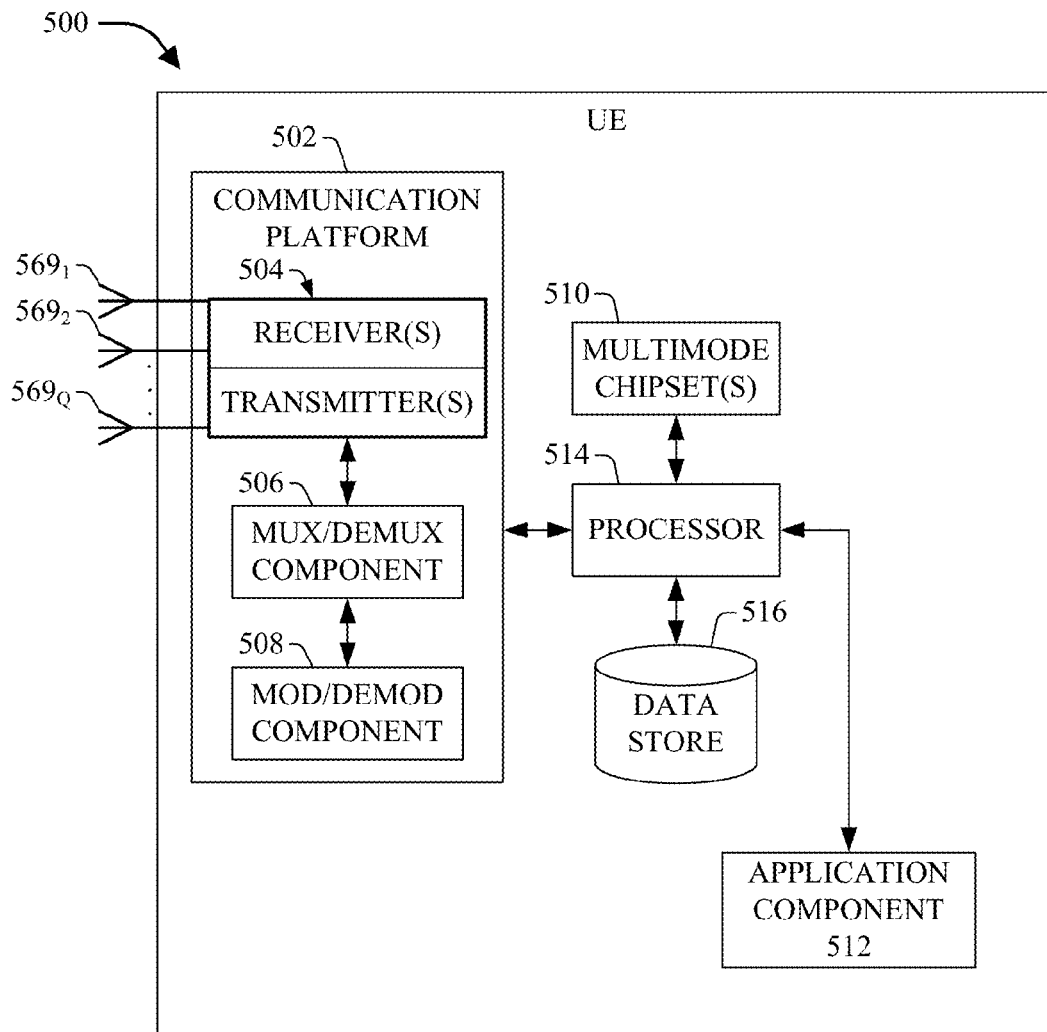 500
UE
502
COMMUNICATION
PLATFORM
569₁
504
RECEIVER(S)
569₂
TRANSMITTER(S)
569Q
510
MULTIMODE
CHIPSET(S)
514
PROCESSOR
506
MUX/DEMUX
COMPONENT
516
DATA
STORE
508
MOD/DEMOD
COMPONENT
APPLICATION
COMPONENT
512